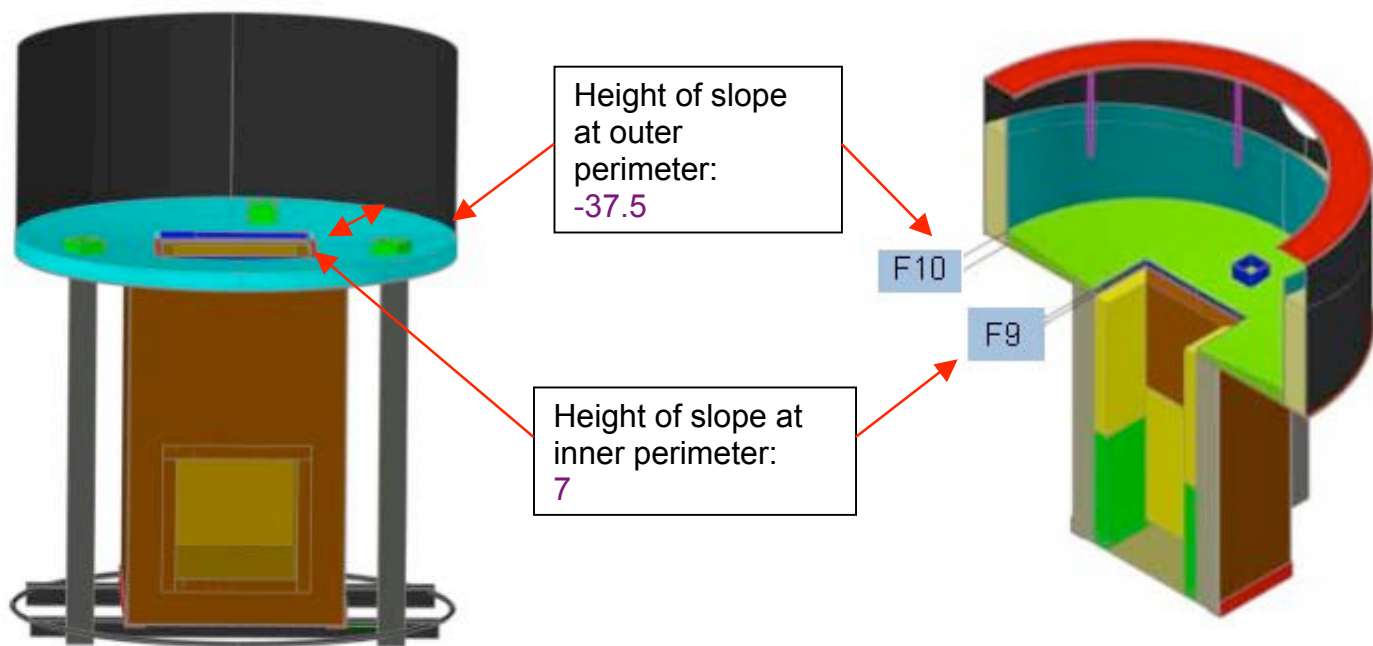 Height of slope
at outer
perimeter:
-37.5
F10
F9
Height of slope at
inner perimeter:
7